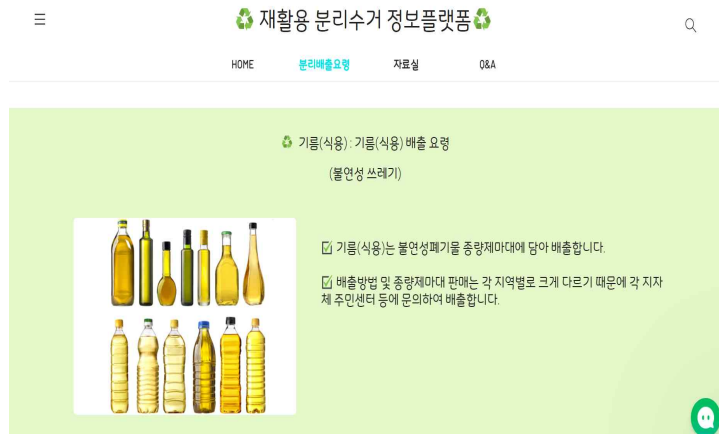 재활용 분리수거 정보플랫폼
HOME 분리배출요령 자료실 Q&A
기름(식용) : 기름(식용) 배출 요령
(불연성 쓰레기)
기름(식용)는 불연성폐기물 종량제마대에 담아 배출합니다.
배출방법 및 종량제마대 판매는 각 지역별로 크게 다르기 때문에 각 지자
체 주민센터 등에 문의하여 배출합니다.